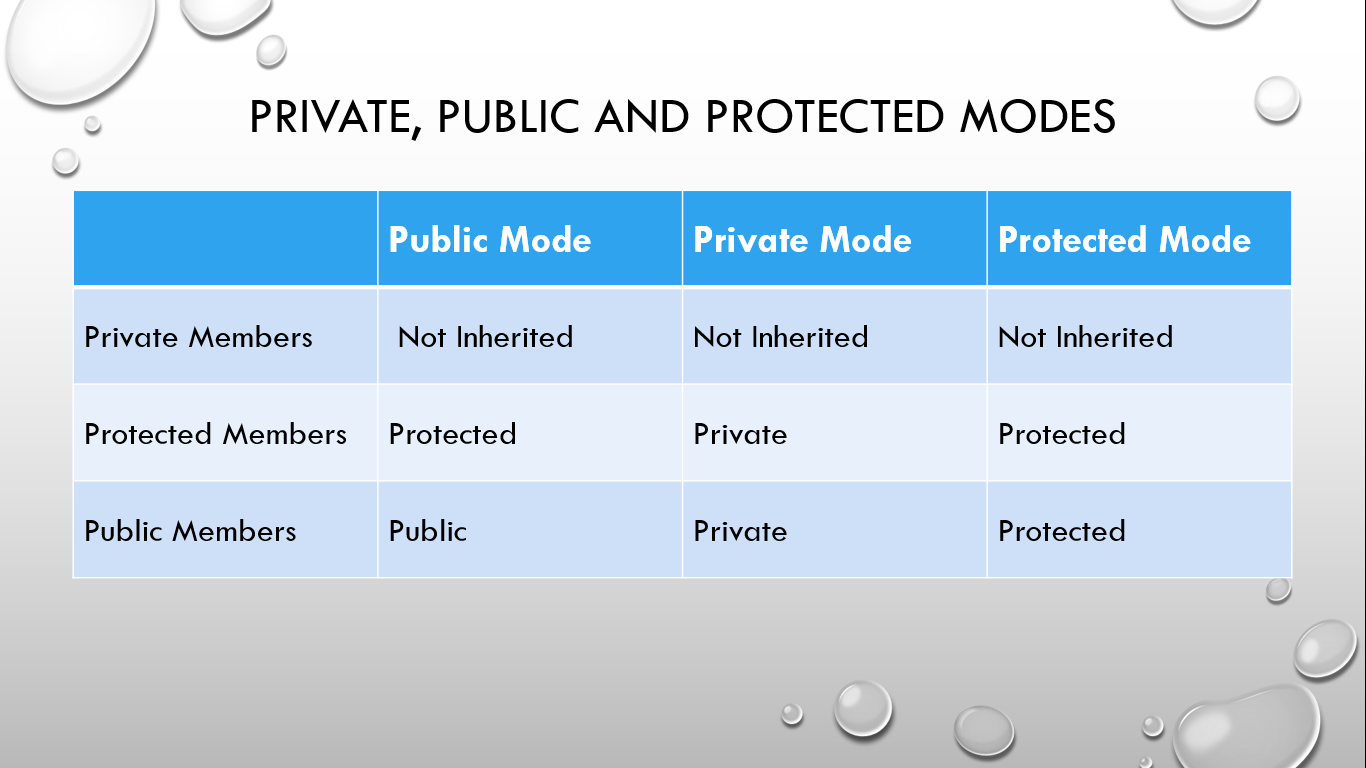 PRIVATE, PUBLIC AND PROTECTED MODES
Public Mode Private Mode Protected Mode
Private Members Not Inherited Not Inherited Not Inherited
Protected Members Protected Private Protected
Public Members Public Private Protected